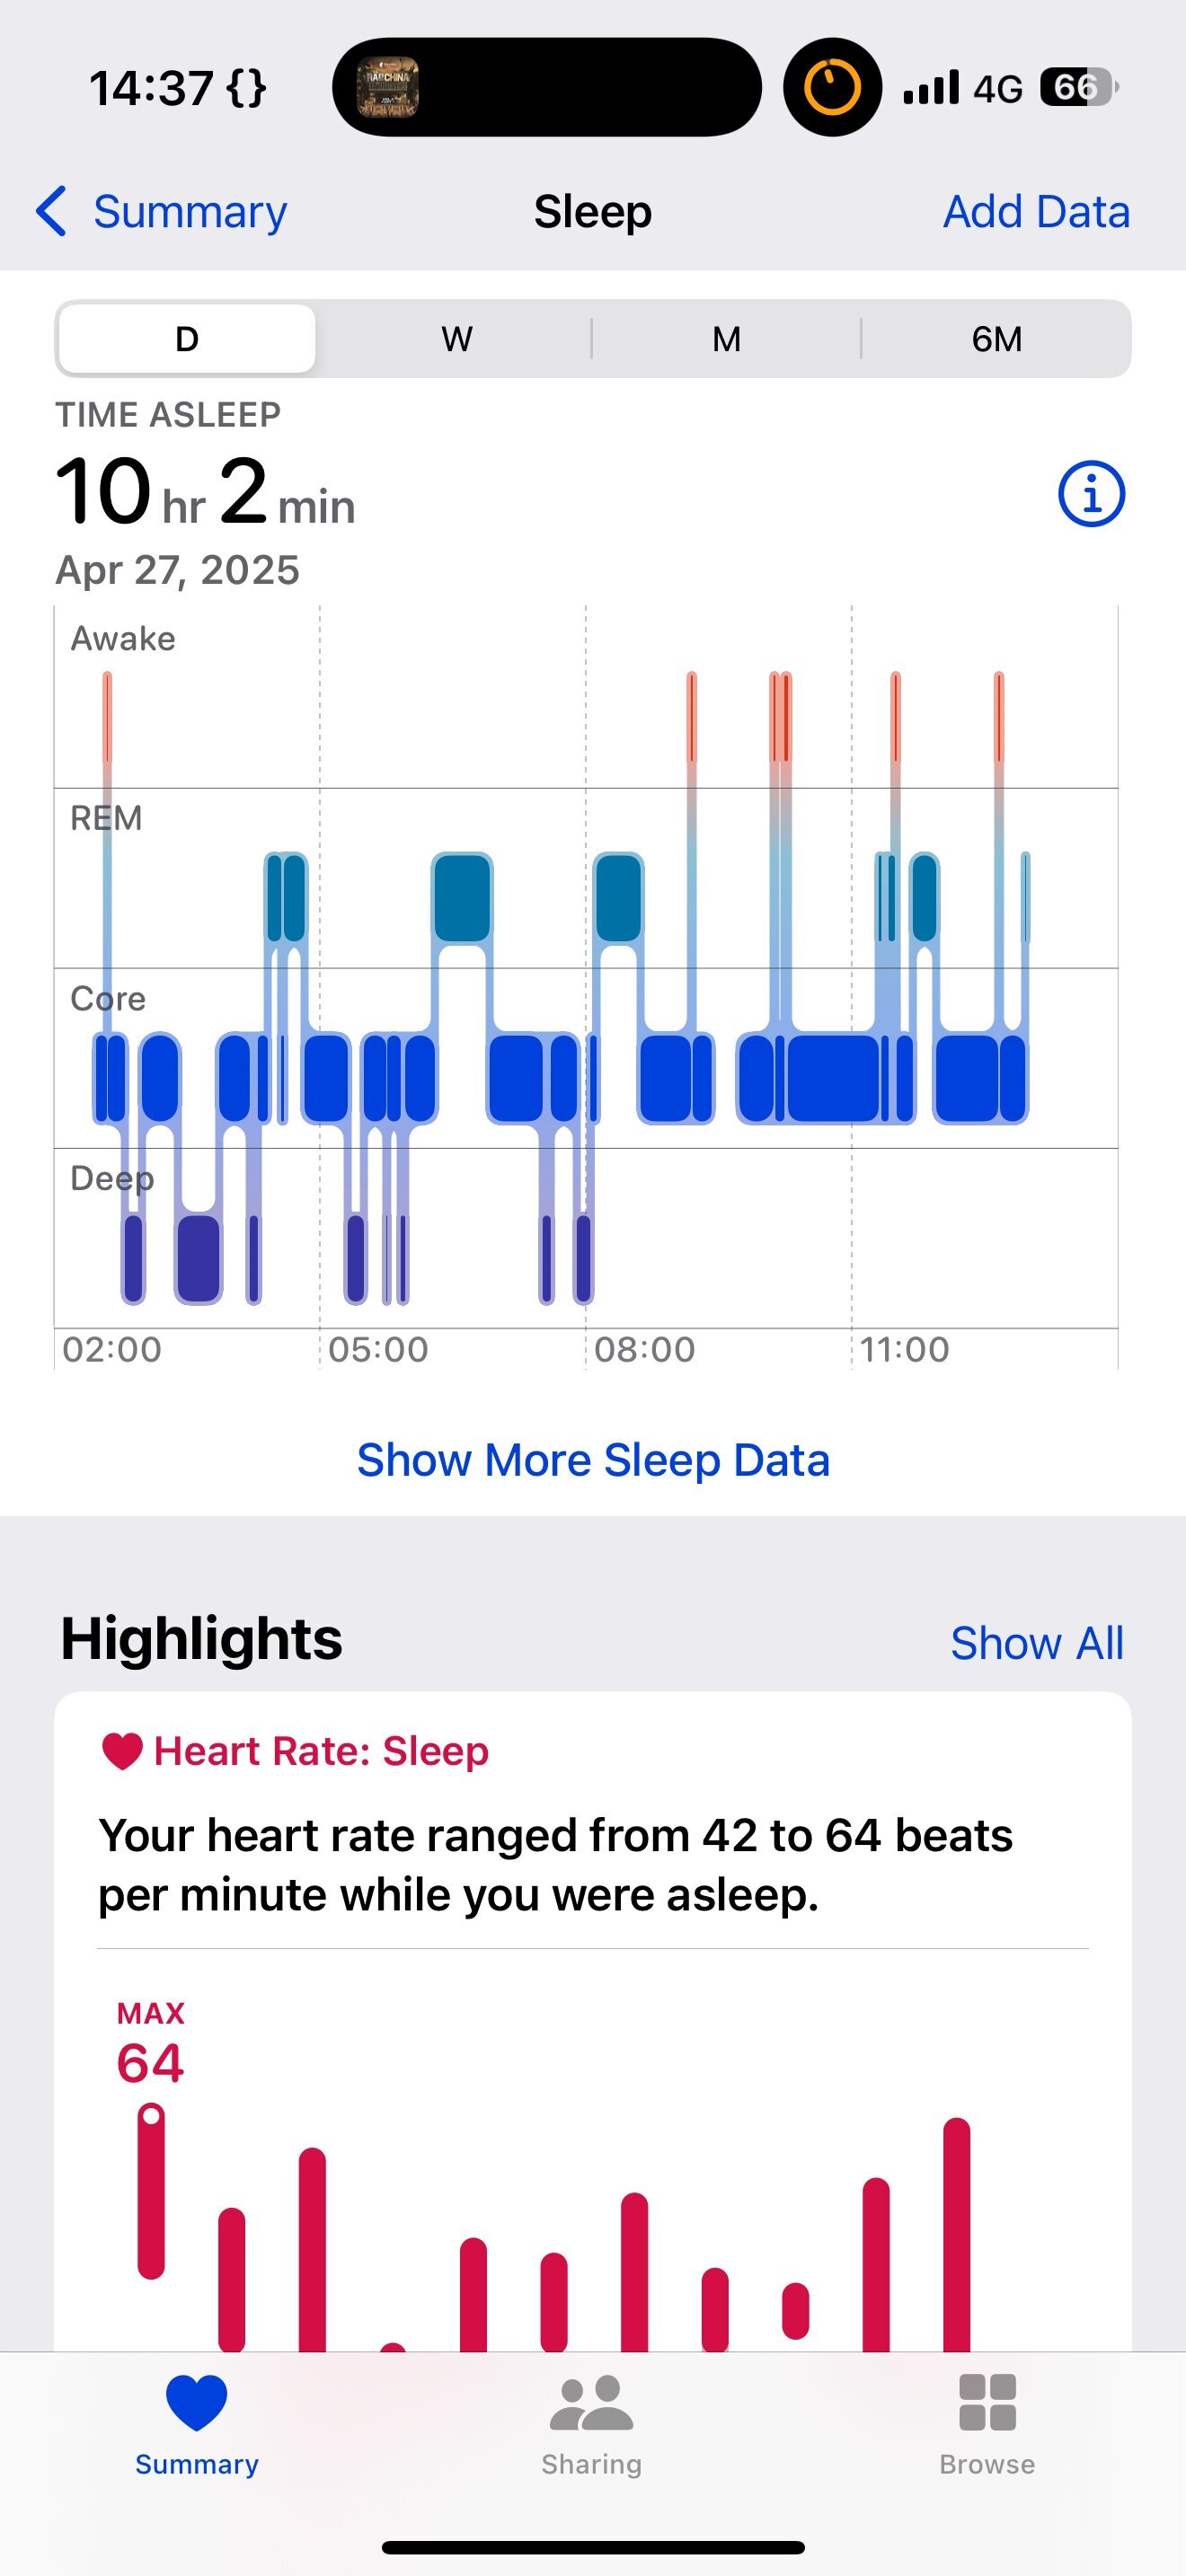 14:37 {}
RAPCHINA
4G 66
Summary Sleep Add Data
D W M 6M
TIME ASLEEP
10 hr 2 min
Apr 27, 2025
Awake
REM
Core
Deep
02:00 05:00 08:00 11:00
Show More Sleep Data
Highlights Show All
Heart Rate: Sleep
Your heart rate ranged from 42 to 64 beats
per minute while you were asleep.
MAX
64
Summary Sharing Browse